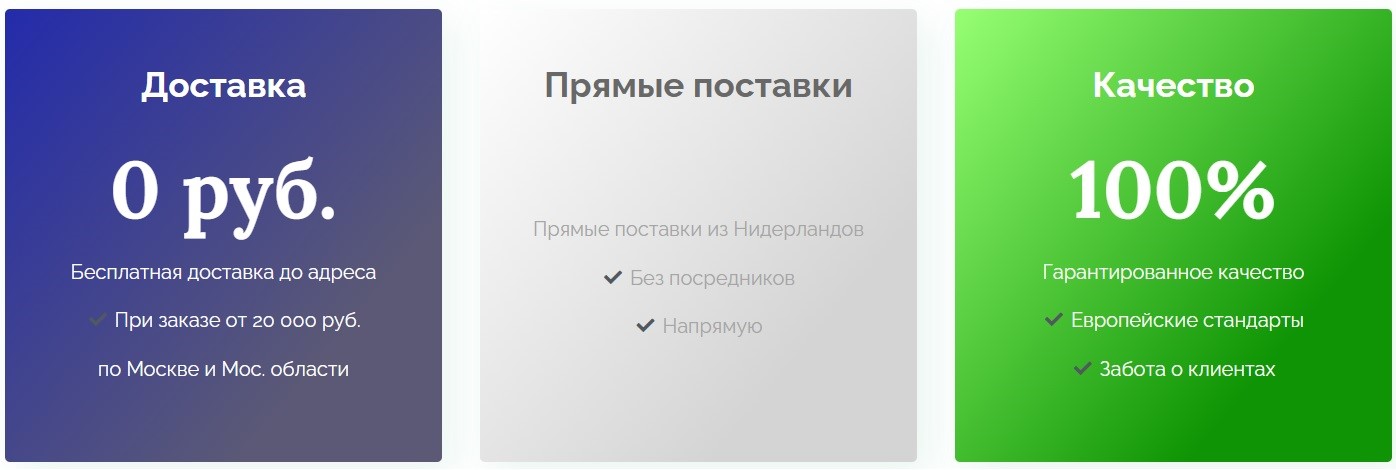 Доставка
0 руб.
Бесплатная доставка до адреса
При заказе от 20 000 руб.
по Москве и Мос. области
Прямые поставки
Прямые поставки из Нидерландов
Без посредников
Напрямую
Качество
100%
Гарантированное качество
Европейские стандарты
Забота о клиентах